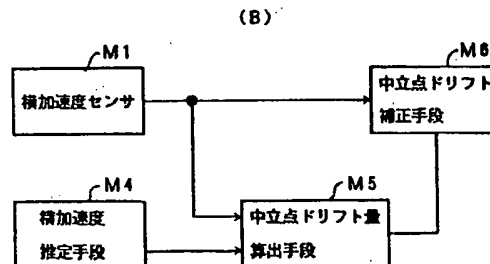 (B)
M1
横加速度センサ
M6
中立点ドリフト
補正手段
M4
横加速度
推定手段
M5
中立点ドリフト量
算出手段